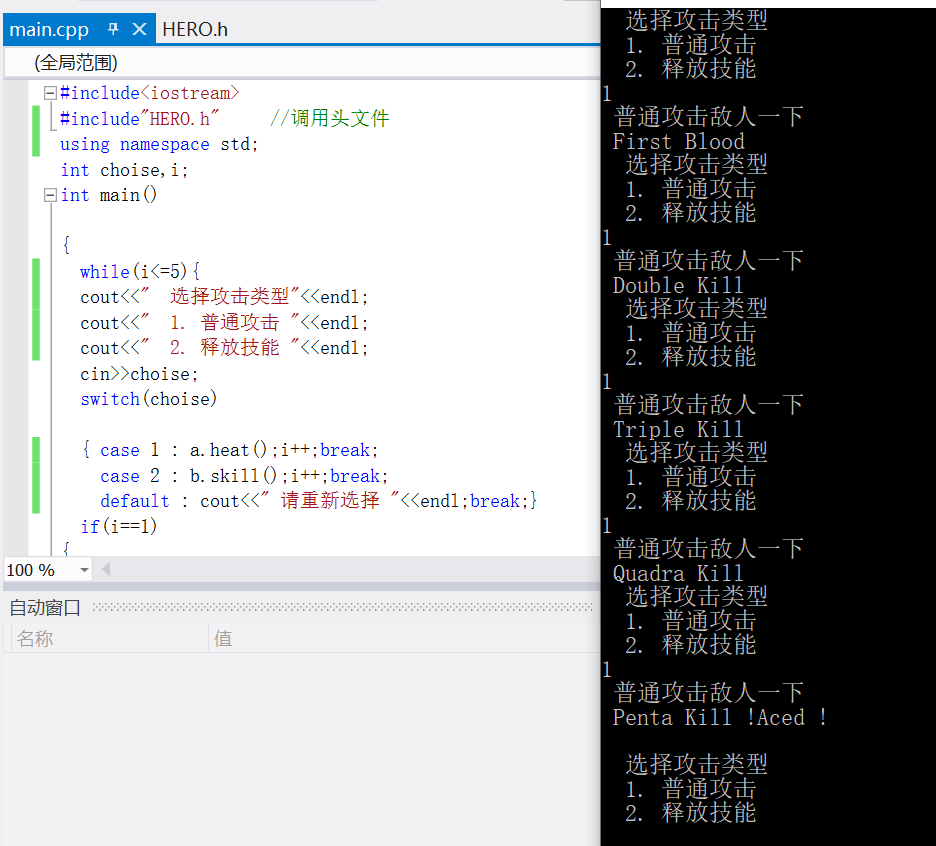 main.cpp HERO.h
(全局范围)
#include<iostream>
#include"HERO.h" //调用头文件
using namespace std;
int choise,i;
int main()
{
while(i<=5){
cout<<" 选择攻击类型"<<endl;
cout<<" 1. 普通攻击 "<<endl;
cout<<" 2. 释放技能 "<<endl;
cin>>choise;
switch(choise)
{ case 1 : a.heat();i++;break;
case 2 : b.skill();i++;break;
default : cout<<" 请重新选择 "<<endl;break;}
if(i==1)
{
100 %
自动窗口
名称 值
选择攻击类型
1. 普通攻击
2. 释放技能
1
普通攻击敌人一下
First Blood
选择攻击类型
1. 普通攻击
2. 释放技能
1
普通攻击敌人一下
Double Kill
选择攻击类型
1. 普通攻击
2. 释放技能
1
普通攻击敌人一下
Triple Kill
选择攻击类型
1. 普通攻击
2. 释放技能
1
普通攻击敌人一下
Quadra Kill
选择攻击类型
1. 普通攻击
2. 释放技能
1
普通攻击敌人一下
Penta Kill !Aced !
选择攻击类型
1. 普通攻击
2. 释放技能